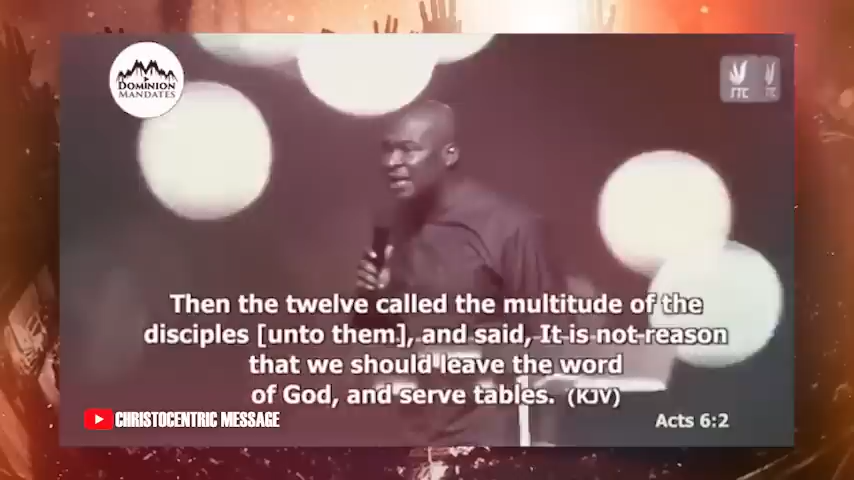 DOMINION
MANDATES
Then the twelve called the multitude of the
disciples [unto them], and said, It is not reason
that we should leave the word
of God, and serve tables. (KJV)
CHRISTOCENTRIC MESSAGE
Acts 6:2